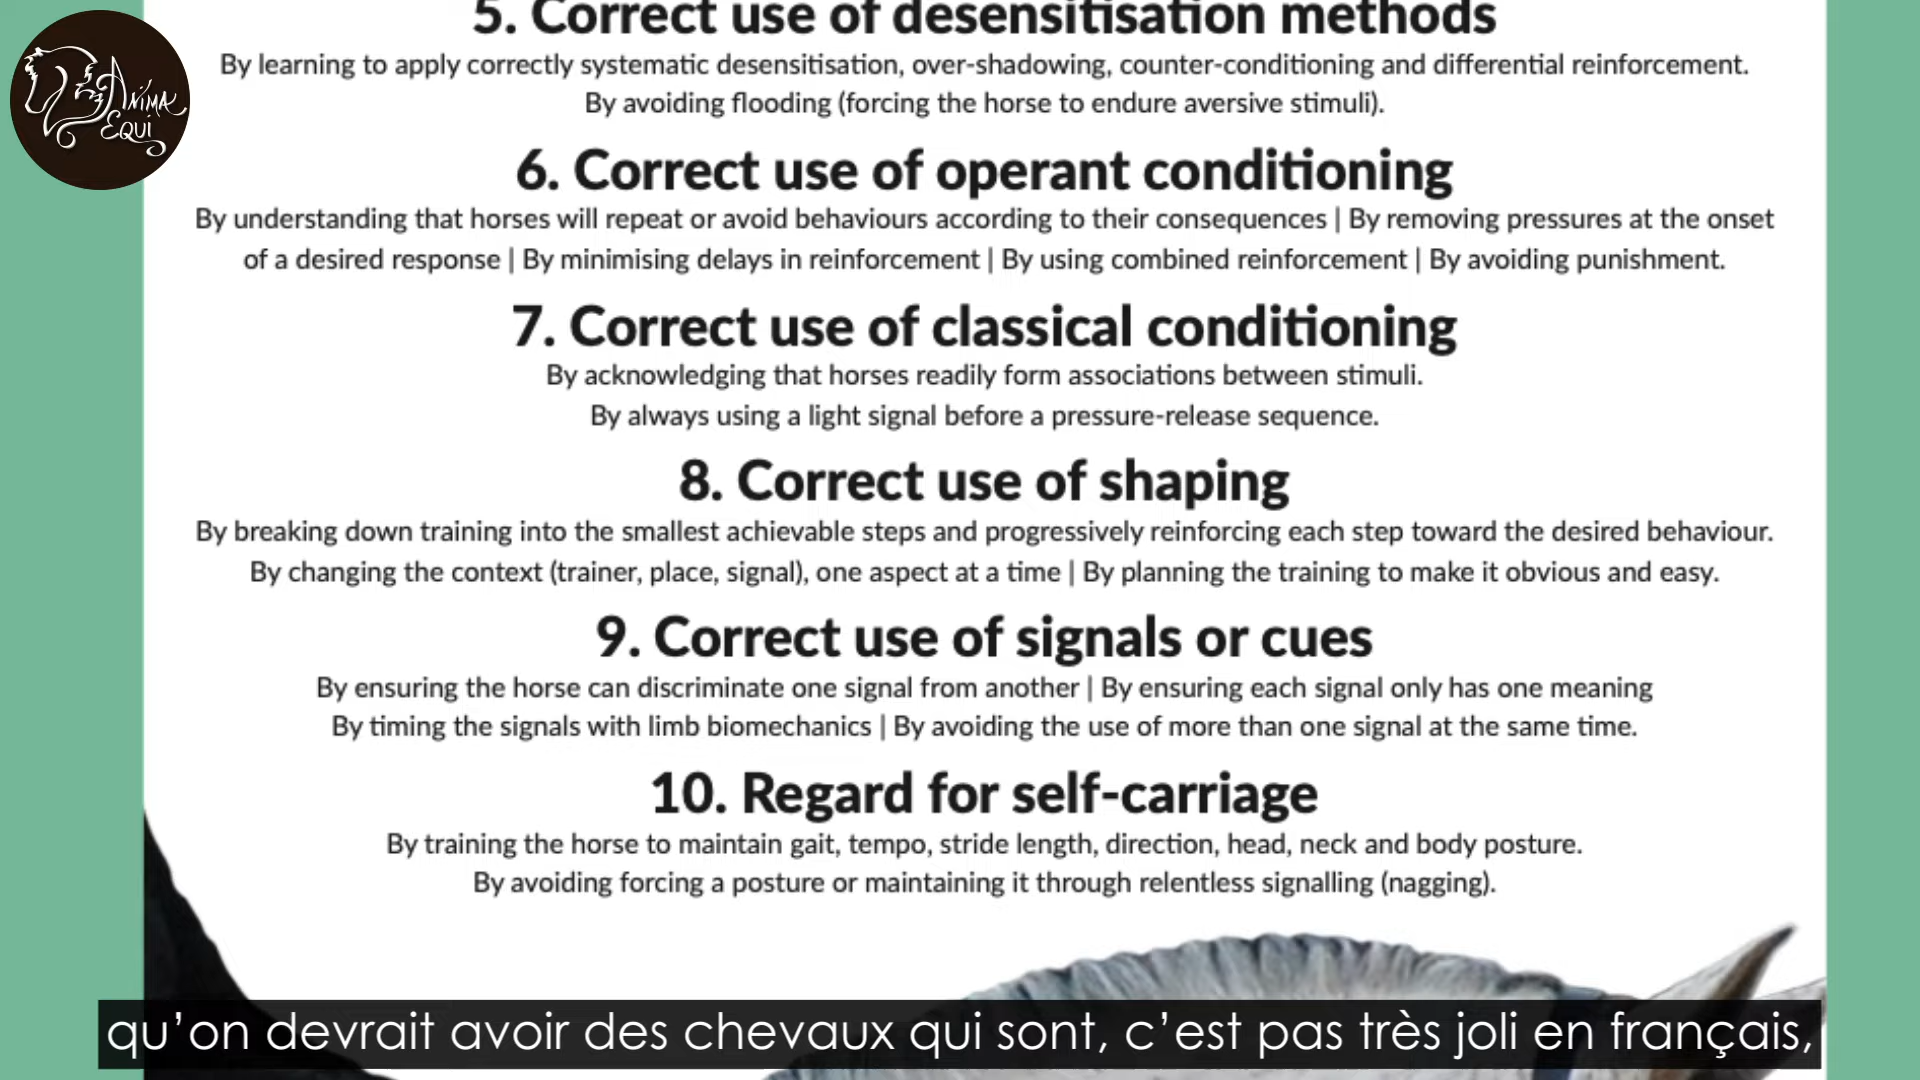 5. Correct use of desensitisation methods
By learning to apply correctly systematic desensitisation, over-shadowing, counter-conditioning and differential reinforcement.
By avoiding flooding (forcing the horse to endure aversive stimuli).
Anima
Equi
6. Correct use of operant conditioning
By understanding that horses will repeat or avoid behaviours according to their consequences | By removing pressures at the onset
of a desired response | By minimising delays in reinforcement | By using combined reinforcement | By avoiding punishment.
7. Correct use of classical conditioning
By acknowledging that horses readily form associations between stimuli.
By always using a light signal before a pressure-release sequence.
8. Correct use of shaping
By breaking down training into the smallest achievable steps and progressively reinforcing each step toward the desired behaviour.
By changing the context (trainer, place, signal), one aspect at a time | By planning the training to make it obvious and easy.
9. Correct use of signals or cues
By ensuring the horse can discriminate one signal from another | By ensuring each signal only has one meaning
By timing the signals with limb biomechanics | By avoiding the use of more than one signal at the same time.
10. Regard for self-carriage
By training the horse to maintain gait, tempo, stride length, direction, head, neck and body posture.
By avoiding forcing a posture or maintaining it through relentless signalling (nagging).
qu’on devrait avoir des chevaux qui sont, c’est pas très joli en français,